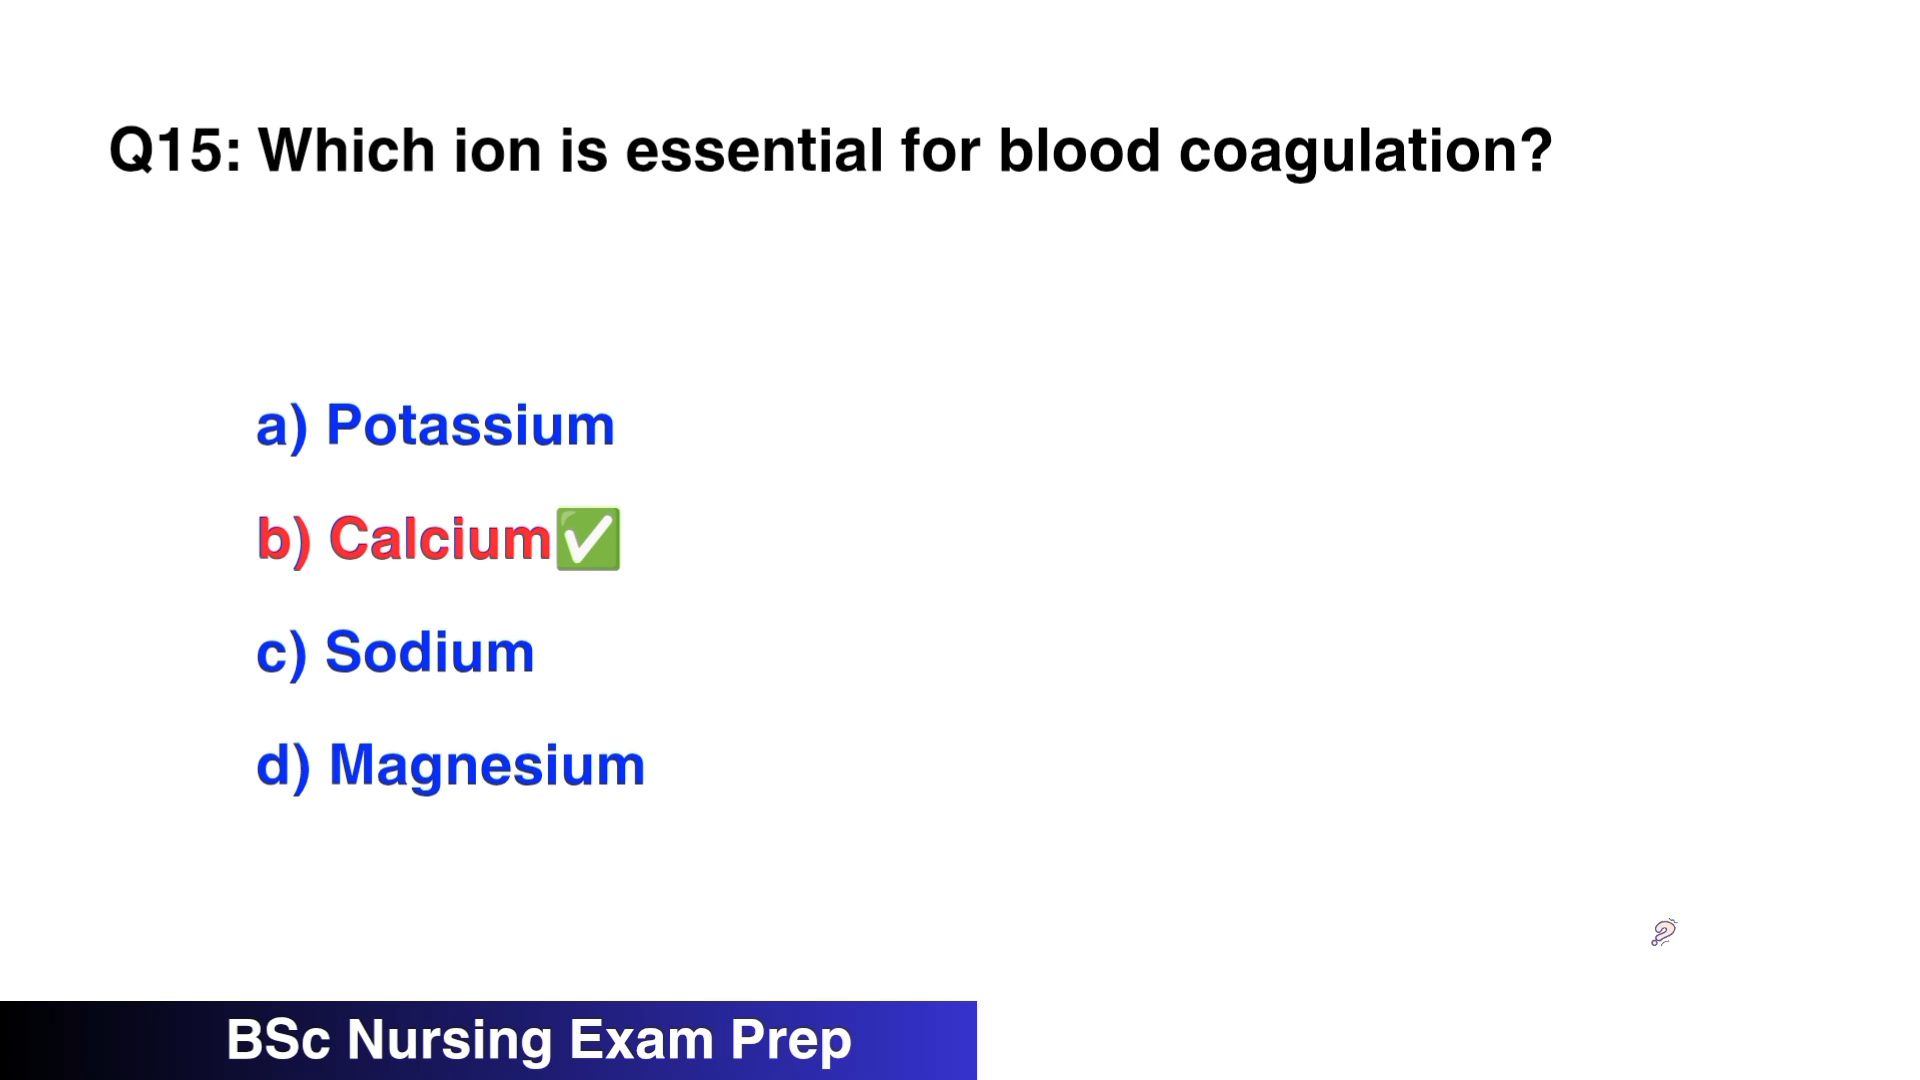 Q15: Which ion is essential for blood coagulation?
a) Potassium
b) Calcium✅
c) Sodium
d) Magnesium
BSc Nursing Exam Prep